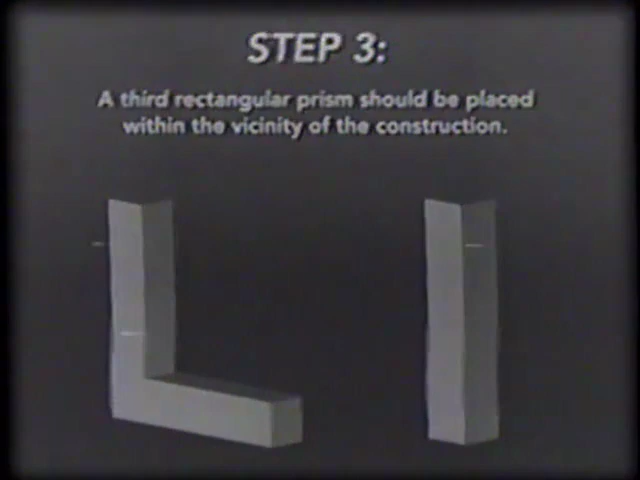 STEP 3:
A third rectangular prism should be placed
within the vicinity of the construction.